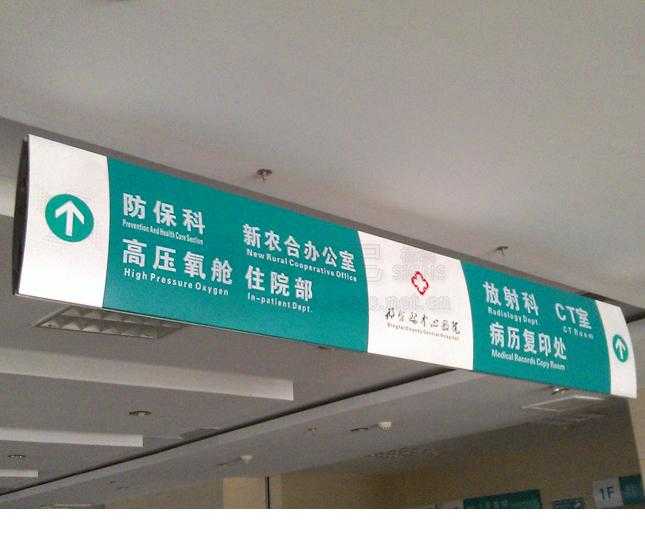 防保科
Prevention And Health Care Section
新农合办公室
New Rural Cooperative Office
高压氧舱
High Pressure Oxygen
住院部
In-patient Dept.
放射科
Radiology Dept.
CT室
CT Room
病历复印处
Medical Records Copy Room
1F